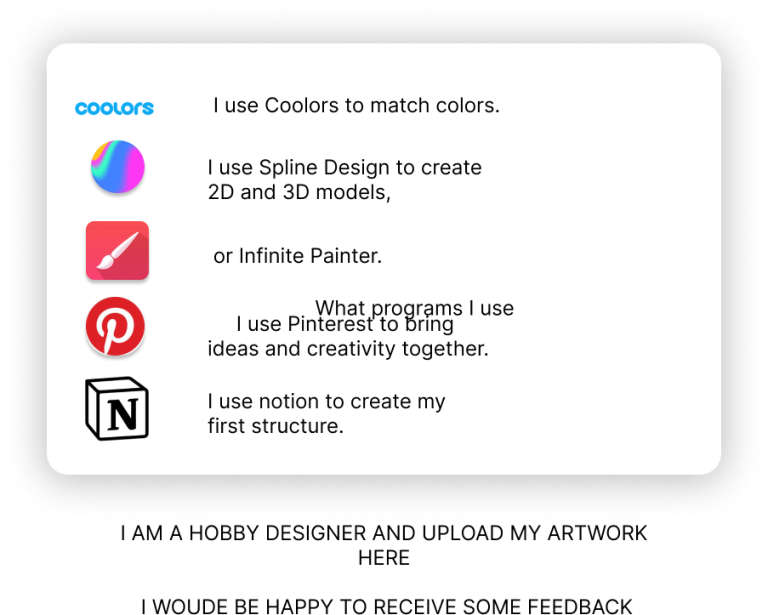 COOLORS
I use Coolors to match colors.
I use Spline Design to create
2D and 3D models,
or Infinite Painter.
What programs I use
I use Pinterest to bring
ideas and creativity together.
N
I use notion to create my
first structure.
I AM A HOBBY DESIGNER AND UPLOAD MY ARTWORK
HERE
I WOUDE BE HAPPY TO RECEIVE SOME FEEDBACK